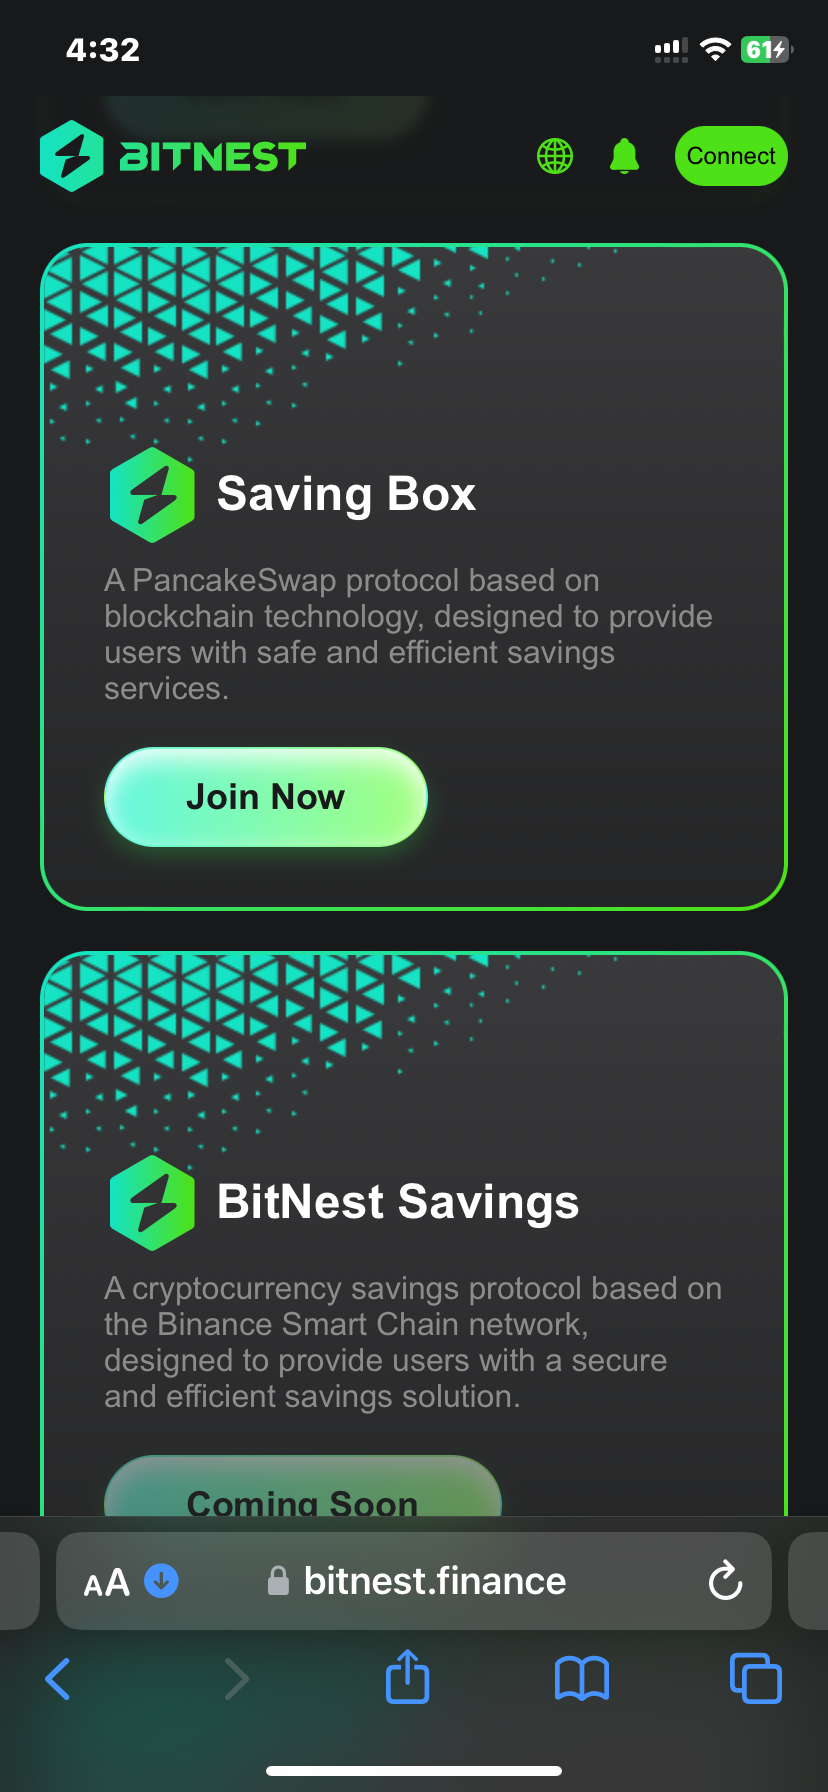 4:32
61
BITNEST
Connect
Saving Box
A PancakeSwap protocol based on
blockchain technology, designed to provide
users with safe and efficient savings
services.
Join Now
BitNest Savings
A cryptocurrency savings protocol based on
the Binance Smart Chain network,
designed to provide users with a secure
and efficient savings solution.
Coming Soon
AA
bitnest.finance